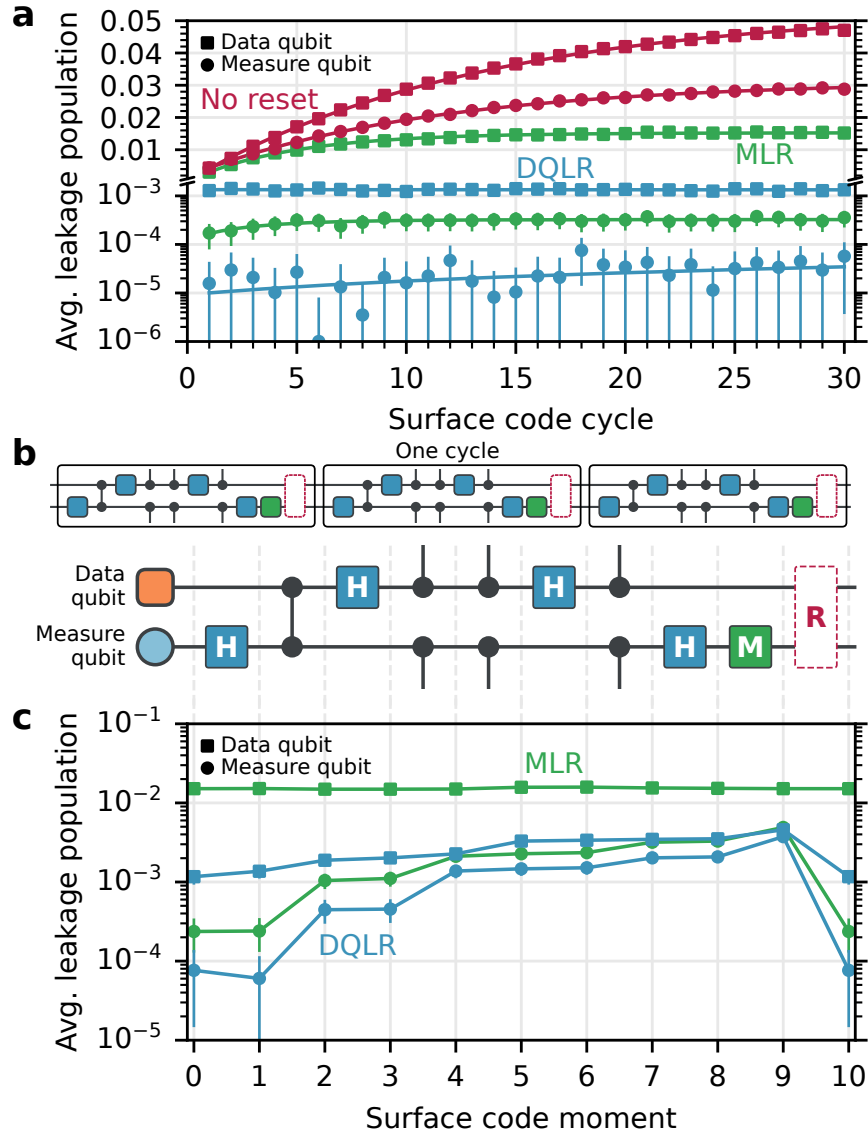 a
Avg. leakage population
0.05
0.04
0.03
0.02
0.01
10⁻³
10⁻⁴
10⁻⁵
10⁻⁶
Data qubit
Measure qubit
No reset
DQLR
MLR
0 5 10 15 20 25 30
Surface code cycle
b
One cycle
Data
qubit
H H
R
Measure
qubit
H H M
c
Avg. leakage population
10⁻¹
10⁻²
10⁻³
10⁻⁴
10⁻⁵
Data qubit
Measure qubit
MLR
DQLR
0 1 2 3 4 5 6 7 8 9 10
Surface code moment